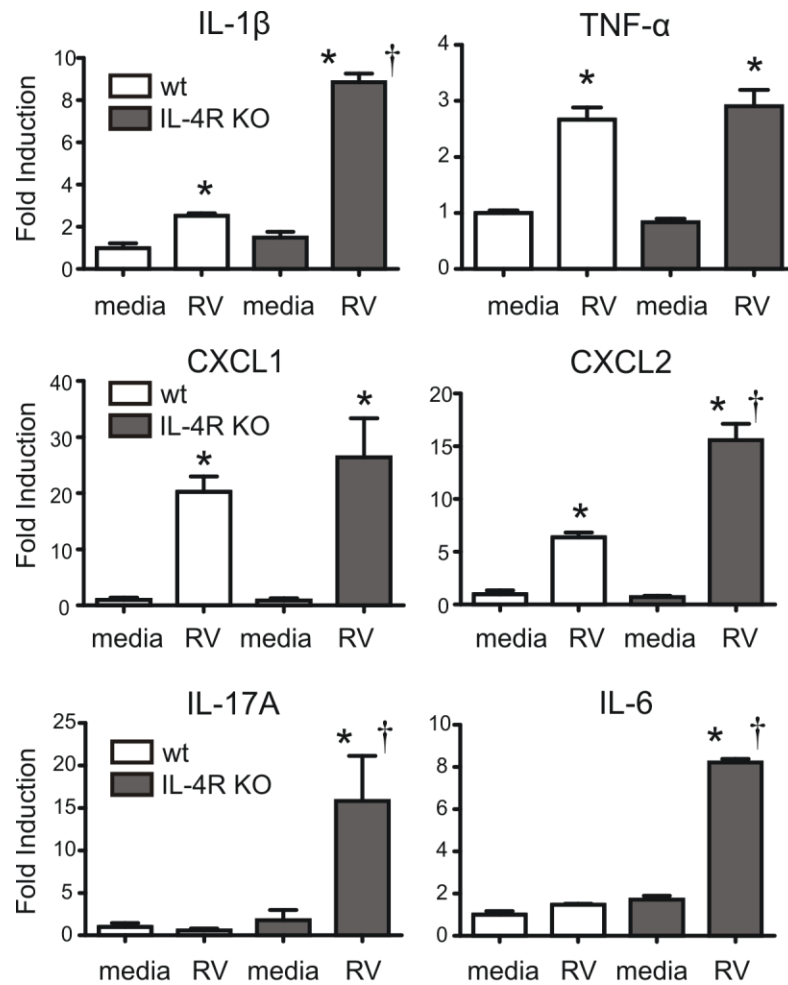 IL-1β
TNF-α
Fold Induction
10
8
6
4
2
0
wt
IL-4R KO
* †
*
media RV media RV
4
3
2
1
0
*
*
media RV media RV
CXCL1
CXCL2
Fold Induction
40
30
20
10
0
wt
IL-4R KO
*
*
media RV media RV
20
15
10
5
0
* †
*
media RV media RV
IL-17A
IL-6
Fold Induction
25
20
15
10
5
0
wt
IL-4R KO
* †
media RV media RV
10
8
6
4
2
0
* †
media RV media RV